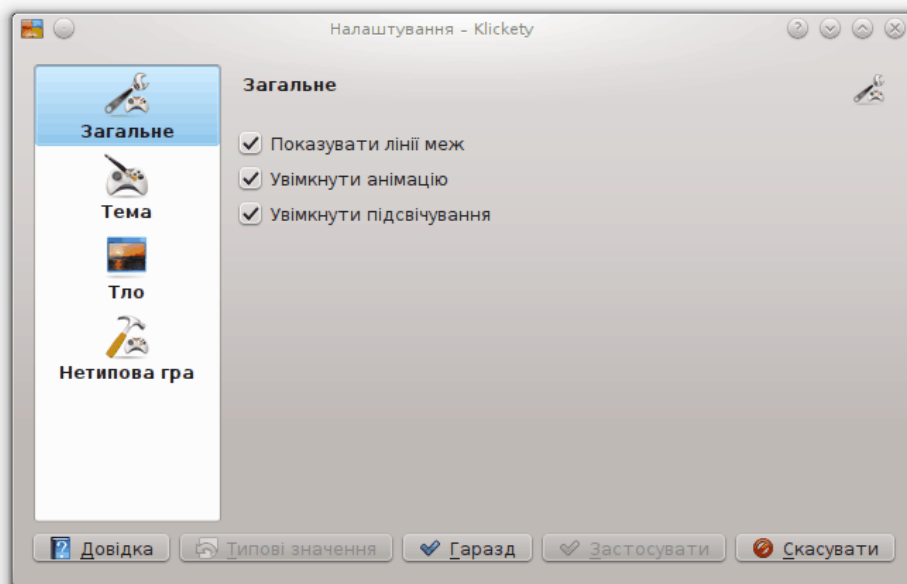 Налаштування – Klickety
Загальне
Тема
Тло
Нетипова гра
Загальне
Показувати лінії меж
Увімкнути анімацію
Увімкнути підсвічування
Довідка
Типові значення
Гаразд
Застосувати
Скасувати